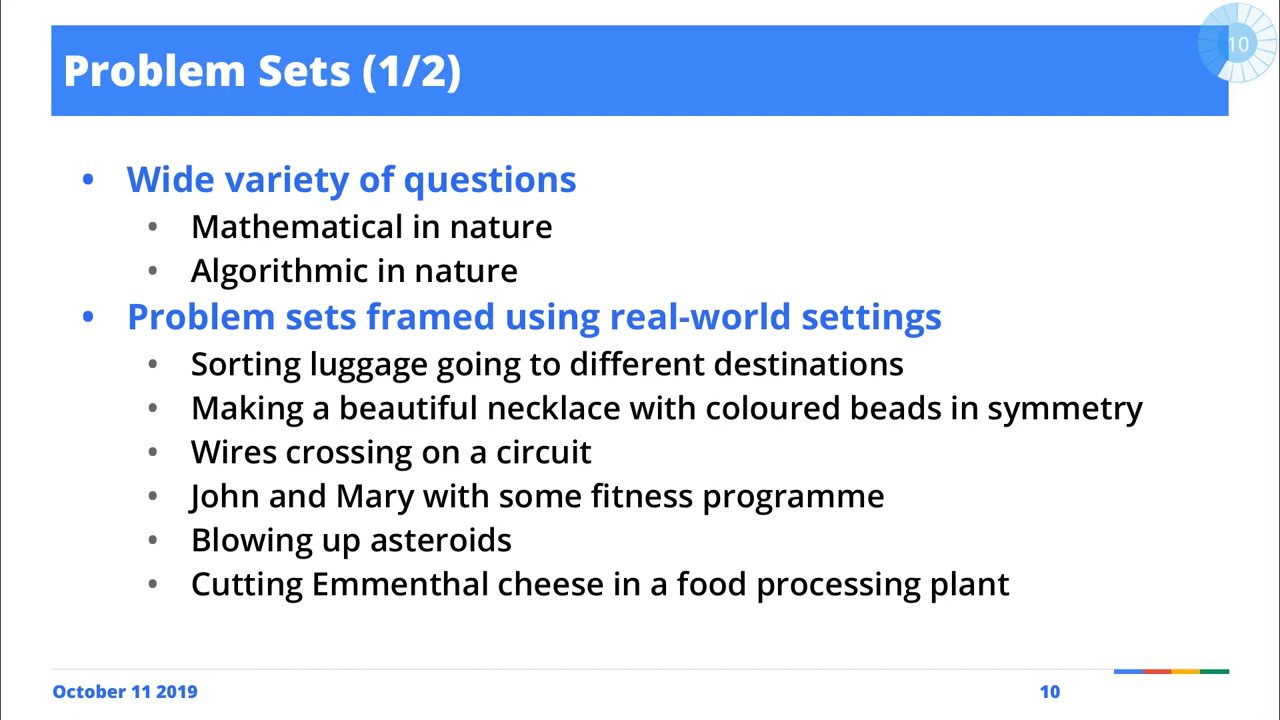 Problem Sets (1/2)
10
• Wide variety of questions
• Mathematical in nature
• Algorithmic in nature
• Problem sets framed using real-world settings
• Sorting luggage going to different destinations
• Making a beautiful necklace with coloured beads in symmetry
• Wires crossing on a circuit
• John and Mary with some fitness programme
• Blowing up asteroids
• Cutting Emmenthal cheese in a food processing plant
October 11 2019
10